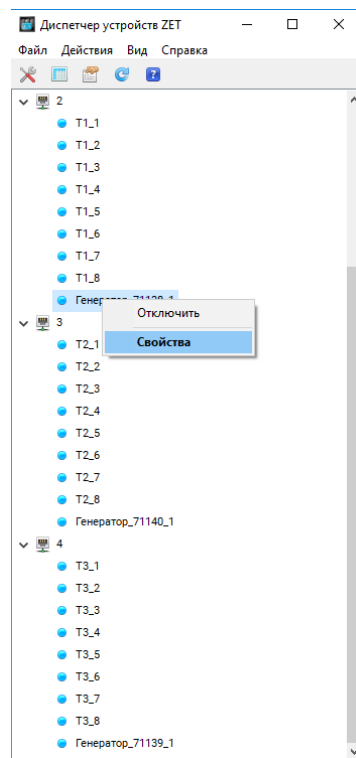 Диспетчер устройств ZET
Файл Действия Вид Справка
2
T1_1
T1_2
T1_3
T1_4
T1_5
T1_6
T1_7
T1_8
Генератор_71138_1
Отключить
3
Свойства
T2_1
T2_2
T2_3
T2_4
T2_5
T2_6
T2_7
T2_8
Генератор_71140_1
4
T3_1
T3_2
T3_3
T3_4
T3_5
T3_6
T3_7
T3_8
Генератор_71139_1